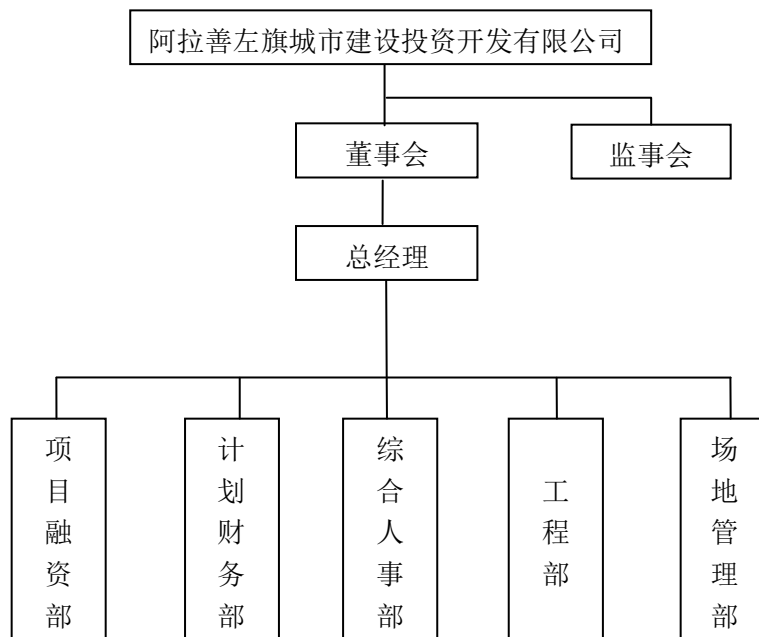 阿拉善左旗城市建设投资开发有限公司
董事会
监事会
总经理
项目融资部
计划财务部
综合人事部
工程部
场地管理部